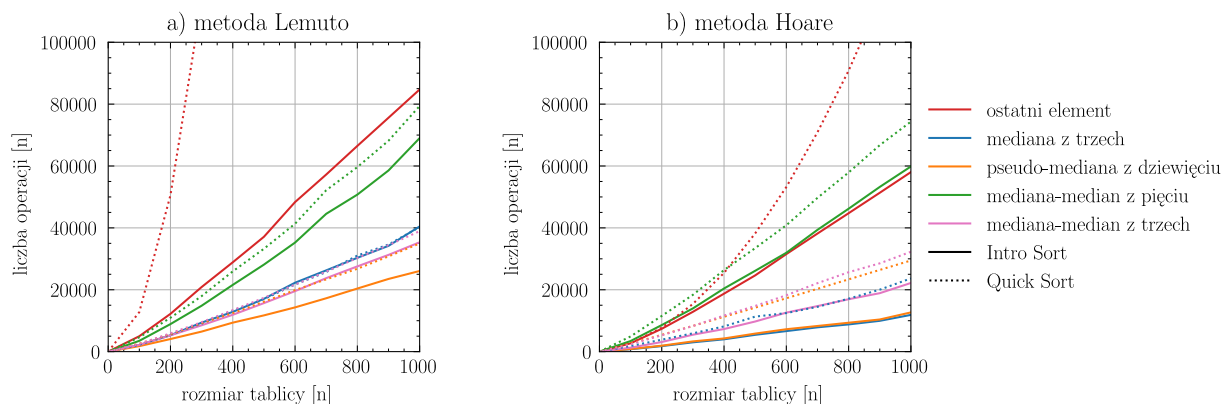 a) metoda Lemuto
100000
80000
60000
40000
20000
0
0 200 400 600 800 1000
liczba operacji [n]
rozmiar tablicy [n]
b) metoda Hoare
100000
80000
60000
40000
20000
0
0 200 400 600 800 1000
liczba operacji [n]
rozmiar tablicy [n]
ostatni element
mediana z trzech
pseudo-mediana z dziewięciu
mediana-median z pięciu
mediana-median z trzech
Intro Sort
Quick Sort